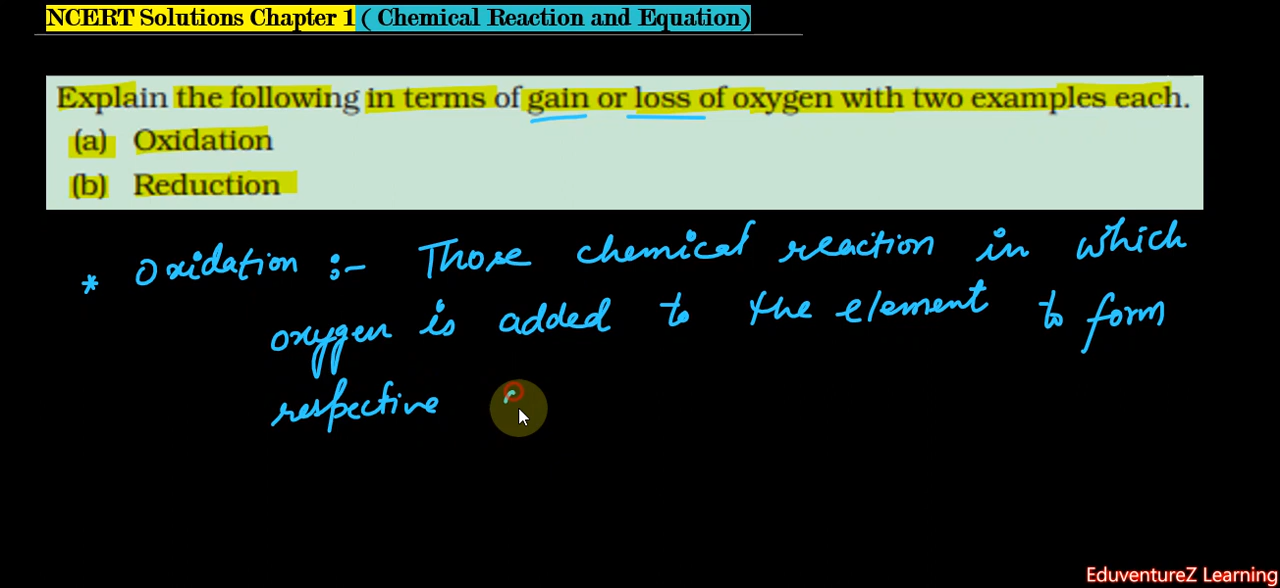 NCERT Solutions Chapter 1 ( Chemical Reaction and Equation)
Explain the following in terms of gain or loss of oxygen with two examples each.
(a) Oxidation
(b) Reduction
* Oxidation :- Those chemical reaction in which
oxygen is added to the element to form
respective
EduventureZ Learning